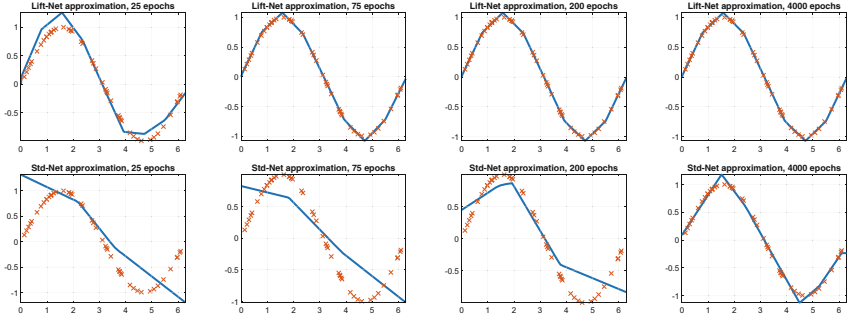 Lift-Net approximation, 25 epochs
1
0.5
0
-0.5
0 1 2 3 4 5 6
Lift-Net approximation, 75 epochs
1
0.5
0
-0.5
-1
0 1 2 3 4 5 6
Lift-Net approximation, 200 epochs
1
0.5
0
-0.5
-1
0 1 2 3 4 5 6
Lift-Net approximation, 4000 epochs
1
0.5
0
-0.5
-1
0 1 2 3 4 5 6
Std-Net approximation, 25 epochs
1
0.5
0
-0.5
-1
0 1 2 3 4 5 6
Std-Net approximation, 75 epochs
0.5
0
-0.5
-1
0 1 2 3 4 5 6
Std-Net approximation, 200 epochs
0.5
0
-0.5
0 1 2 3 4 5 6
Std-Net approximation, 4000 epochs
1
0.5
0
-0.5
-1
0 1 2 3 4 5 6